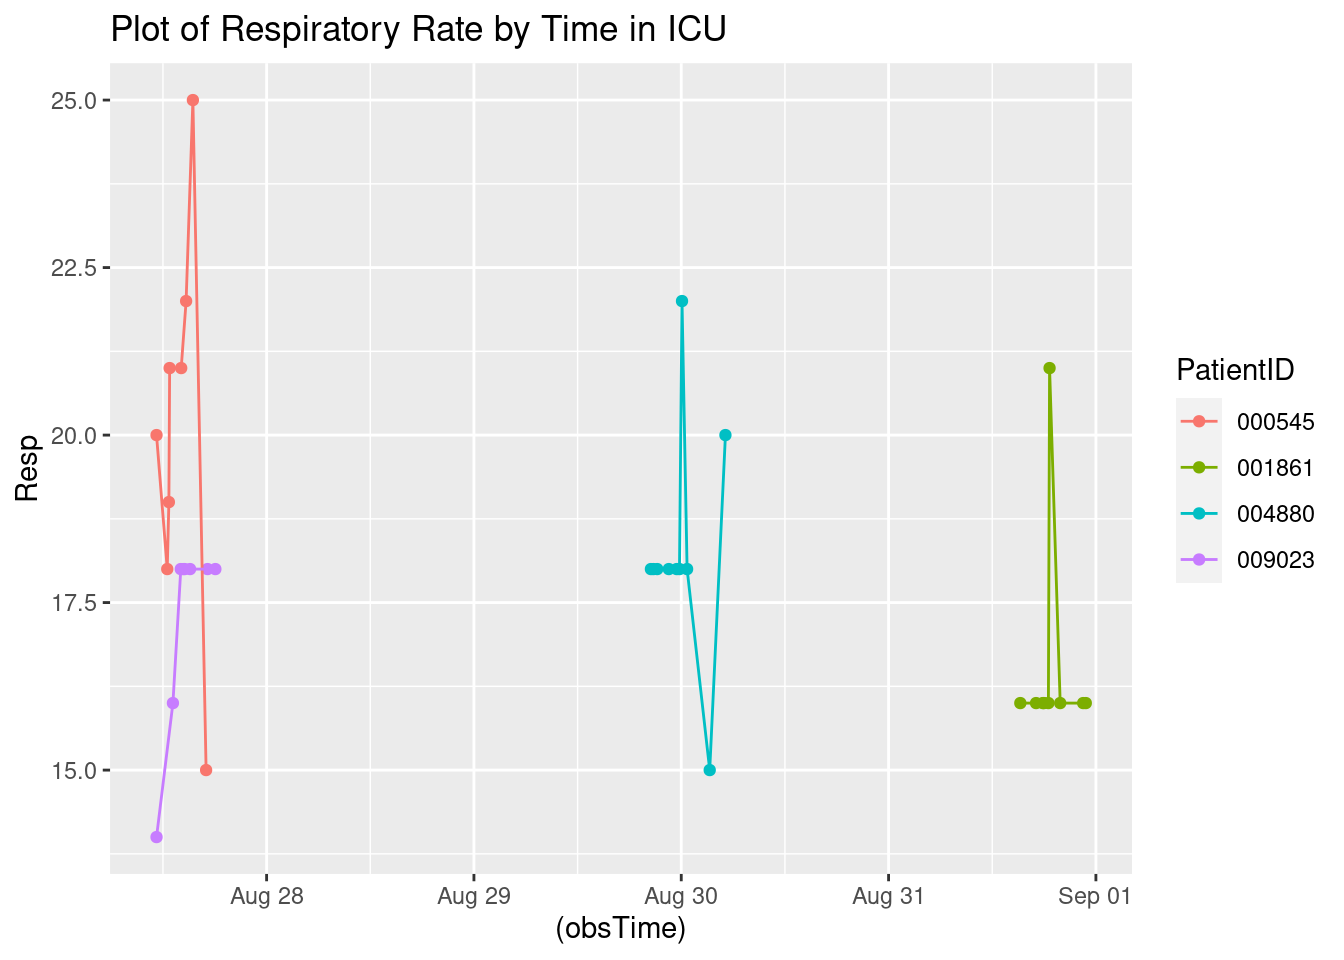 Plot of Respiratory Rate by Time in ICU
25.0
22.5
20.0
17.5
15.0
Resp
Aug 28
Aug 29
Aug 30
Aug 31
Sep 01
(obsTime)
PatientID
000545
001861
004880
009023